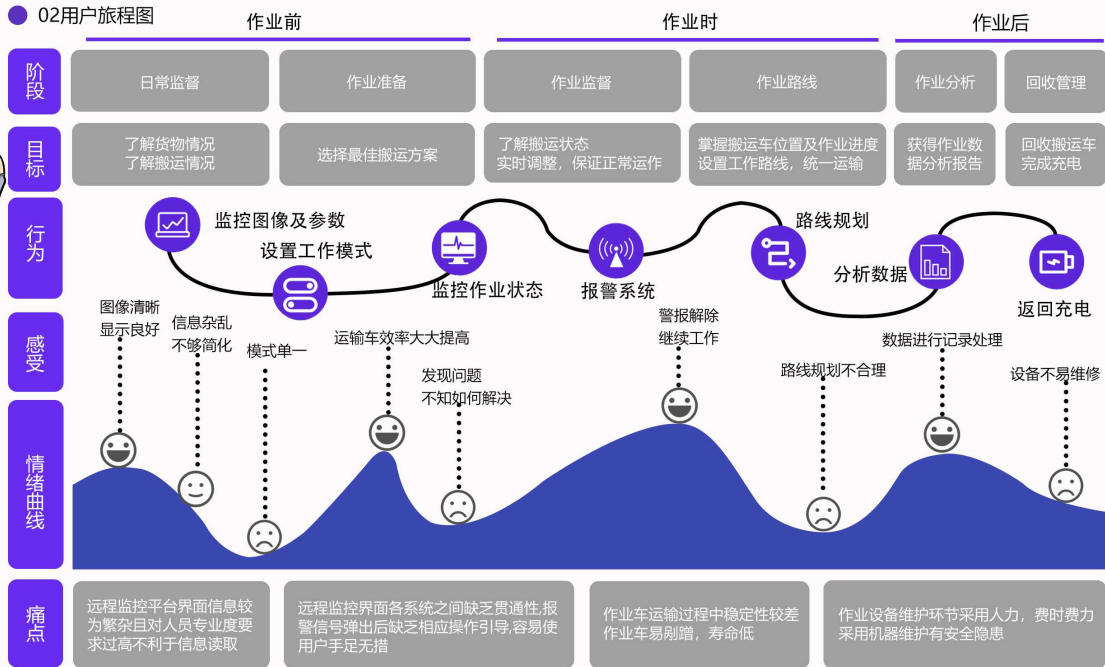 02用户旅程图
作业前
作业时
作业后
阶段
日常监督
作业准备
作业监督
作业路线
作业分析
回收管理
目标
了解货物情况
了解搬运情况
选择最佳搬运方案
了解搬运状态
实时调整，保证正常运作
掌握搬运车位置及作业进度
设置工作路线，统一运输
获得作业数
据分析报告
回收搬运车
完成充电
行为
监控图像及参数
设置工作模式
监控作业状态
报警系统
路线规划
分析数据
返回充电
感受
图像清晰
显示良好
信息杂乱
不够简化
模式单一
运输车效率大大提高
发现问题
不知如何解决
警报解除
继续工作
路线规划不合理
数据进行记录处理
设备不易维修
情绪曲线
痛点
远程监控平台界面信息较
为繁杂且对人员专业度要
求过高不利于信息读取
远程监控界面各系统之间缺乏贯通性,报
警信号弹出后缺乏相应操作引导,容易使
用户手足无措
作业车运输过程中稳定性较差
作业车易剐蹭，寿命低
作业设备维护环节采用人力，费时费力
采用机器维护有安全隐患